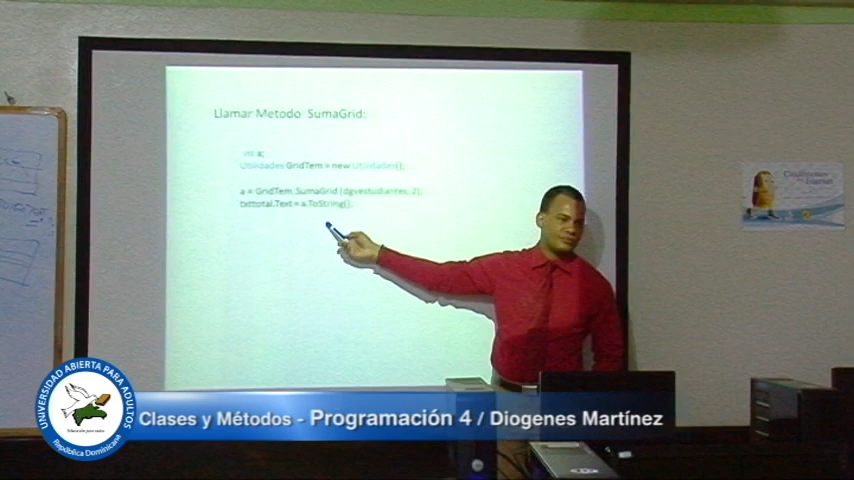 Llamar Metodo SumaGrid:
int a;
Utilidades GridTem = new Utilidades();
a = GridTem.SumaGrid (dgvestudiantes, 2);
txttotal.Text = a.ToString();
UNIVERSIDAD ABIERTA PARA ADULTOS
República Dominicana
Clases y Métodos - Programación 4 / Diogenes Martínez